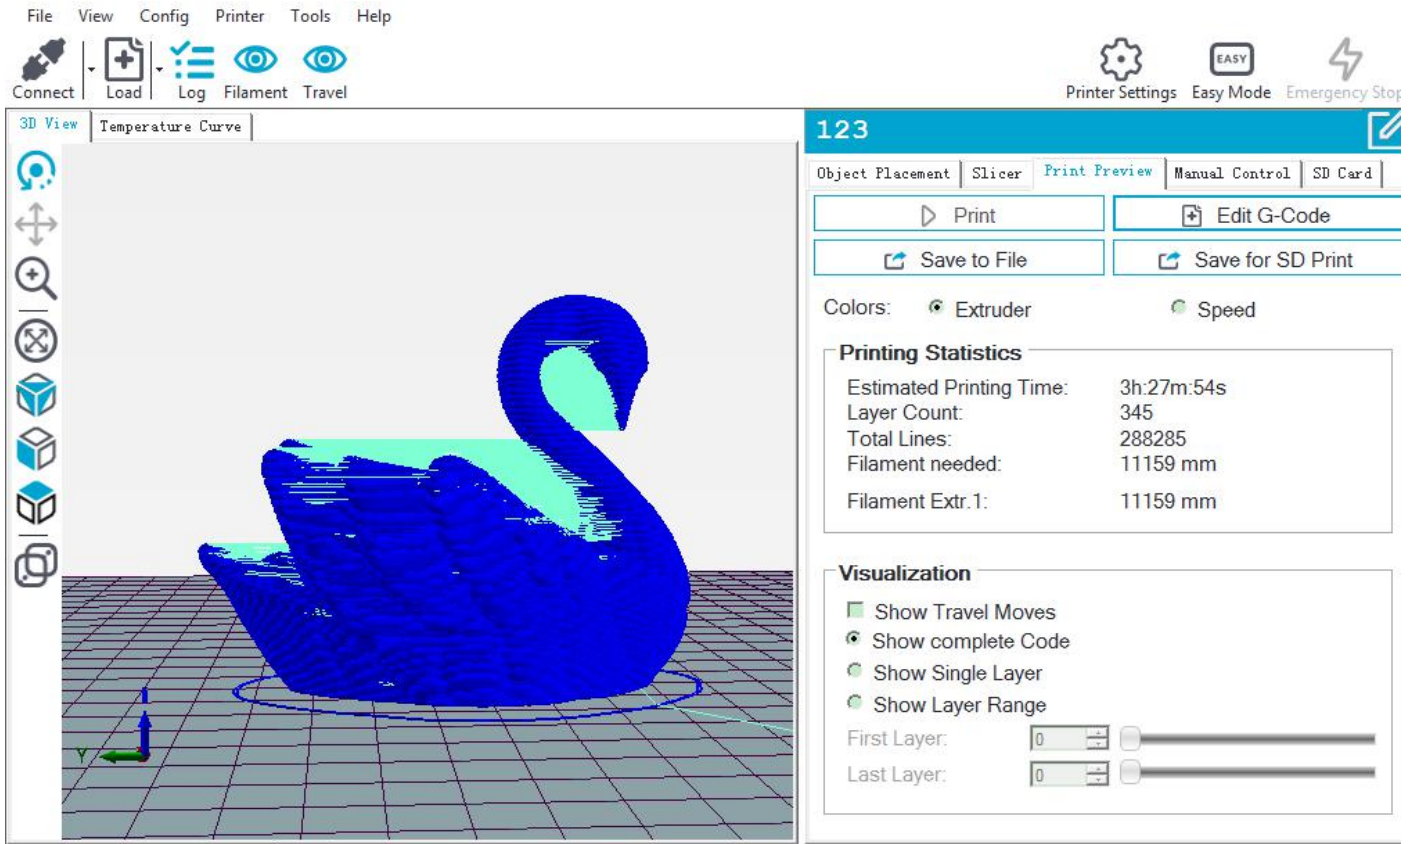 File View Config Printer Tools Help
Connect Load Log Filament Travel
Printer Settings Easy Mode Emergency Stop
EASY
3D View Temperature Curve
123
Object Placement Slicer Print Preview Manual Control SD Card
Print Edit G-Code
Save to File Save for SD Print
Colors: Extruder Speed
Printing Statistics
Estimated Printing Time: 3h:27m:54s
Layer Count: 345
Total Lines: 288285
Filament needed: 11159 mm
Filament Extr.1: 11159 mm
Visualization
Show Travel Moves
Show complete Code
Show Single Layer
Show Layer Range
First Layer: 0
Last Layer: 0
Y